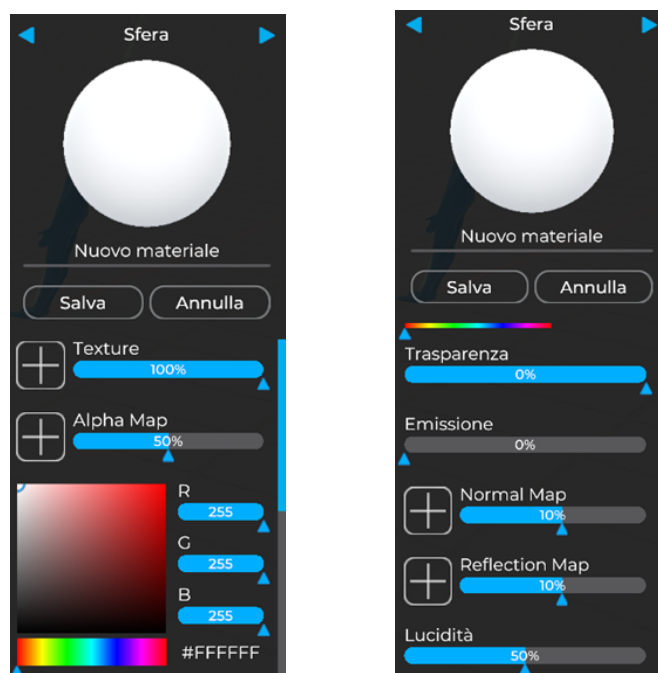 Sfera
Nuovo materiale
Salva Annulla
Texture
100%
Alpha Map
50%
R
255
G
255
B
255
#FFFFFF
Sfera
Nuovo materiale
Salva Annulla
Trasparenza
0%
Emissione
0%
Normal Map
10%
Reflection Map
10%
Lucidità
50%